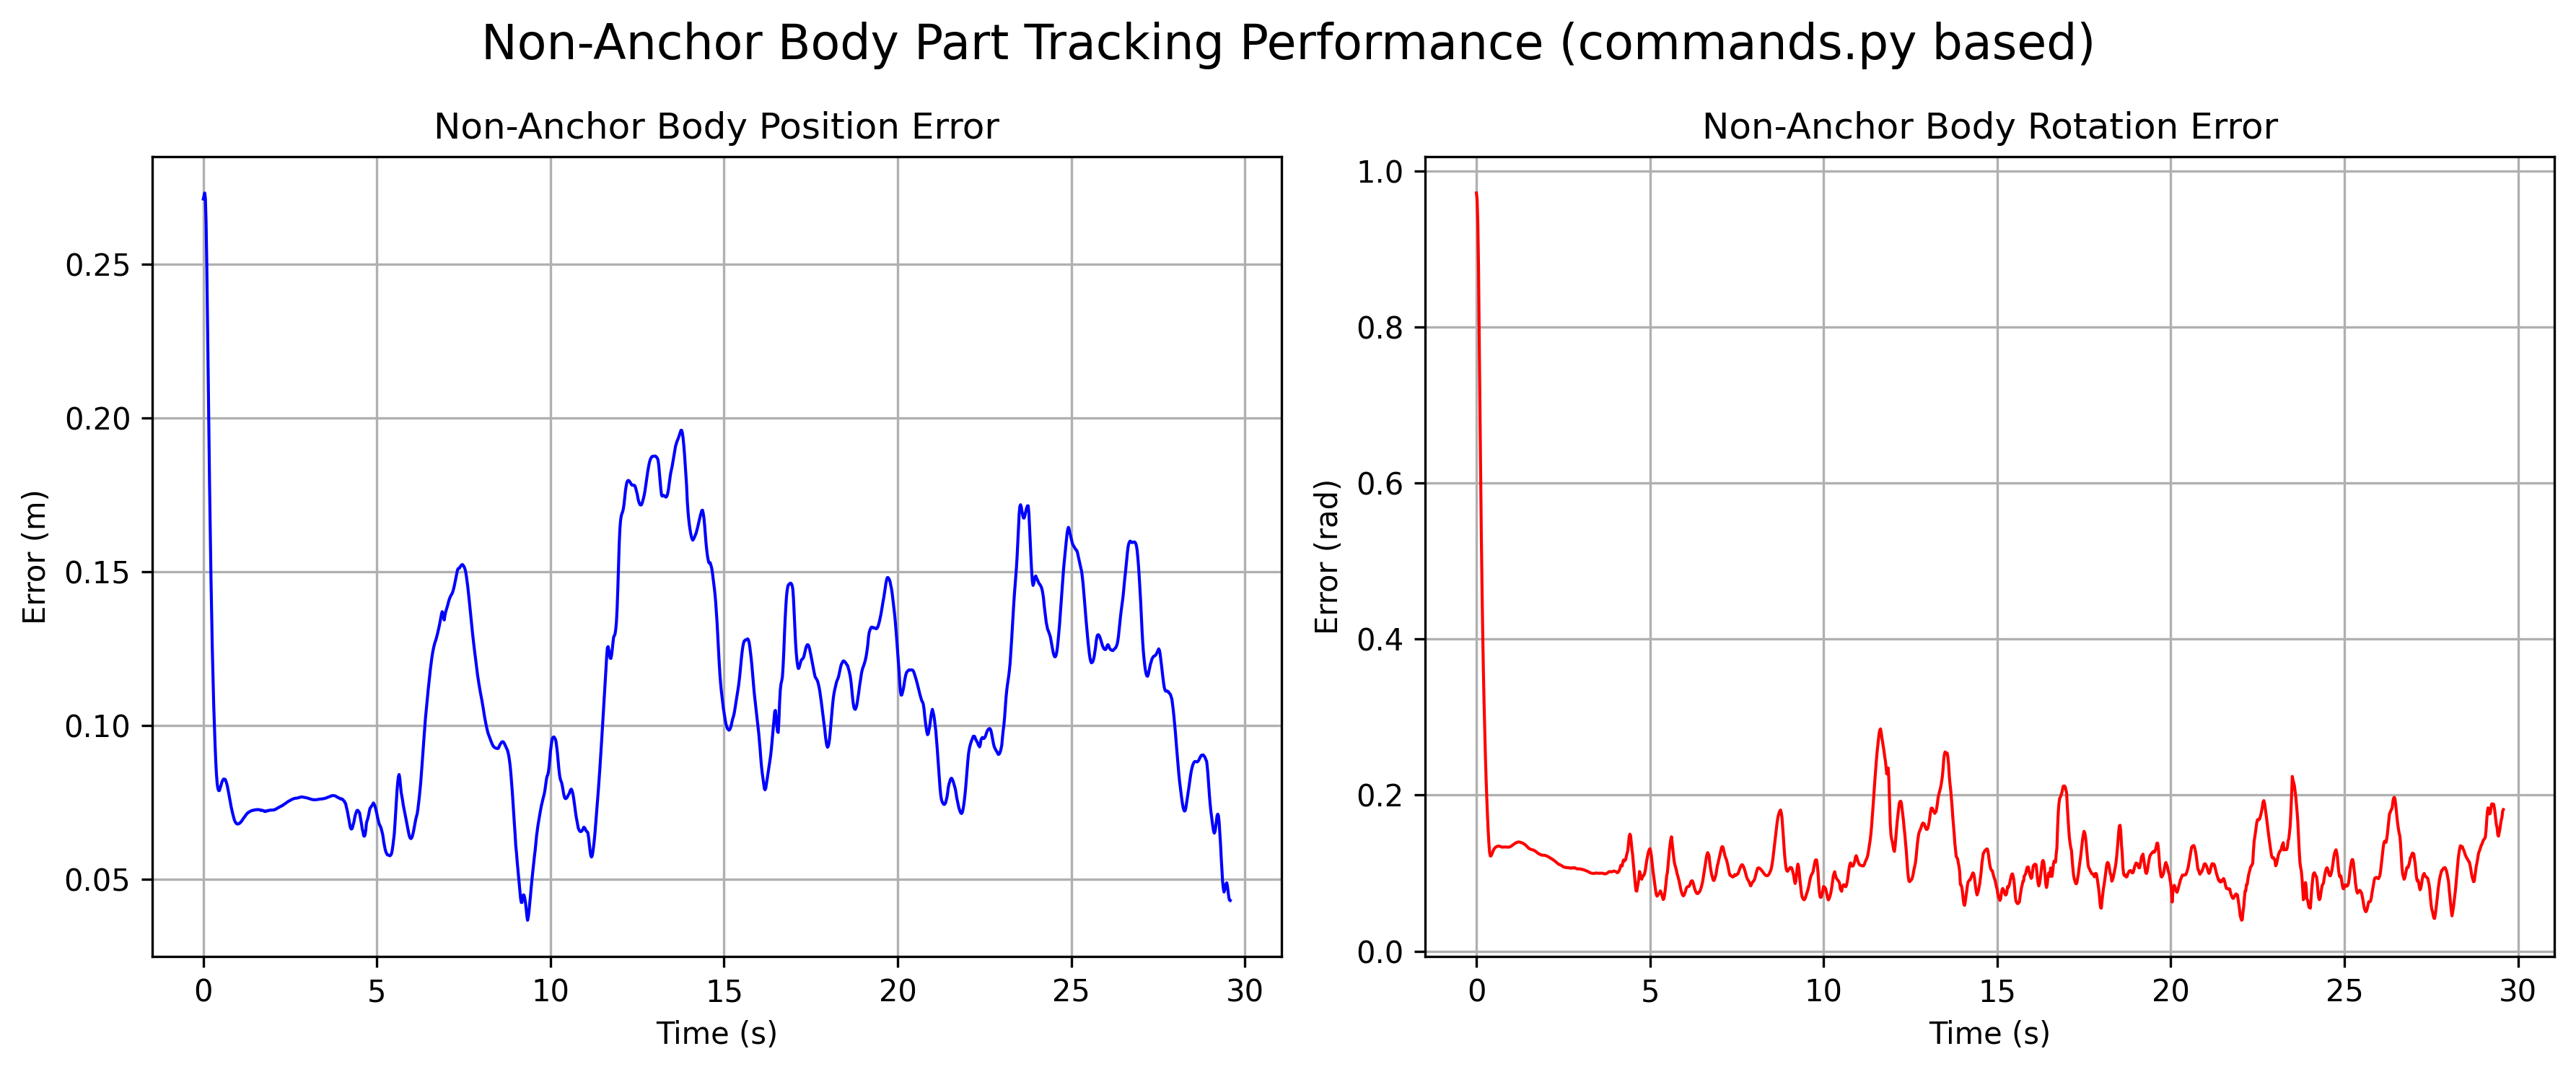 Non-Anchor Body Part Tracking Performance (commands.py based)
Non-Anchor Body Position Error
Error (m)
0.25
0.20
0.15
0.10
0.05
0 5 10 15 20 25 30
Time (s)
Non-Anchor Body Rotation Error
Error (rad)
1.0
0.8
0.6
0.4
0.2
0.0
0 5 10 15 20 25 30
Time (s)